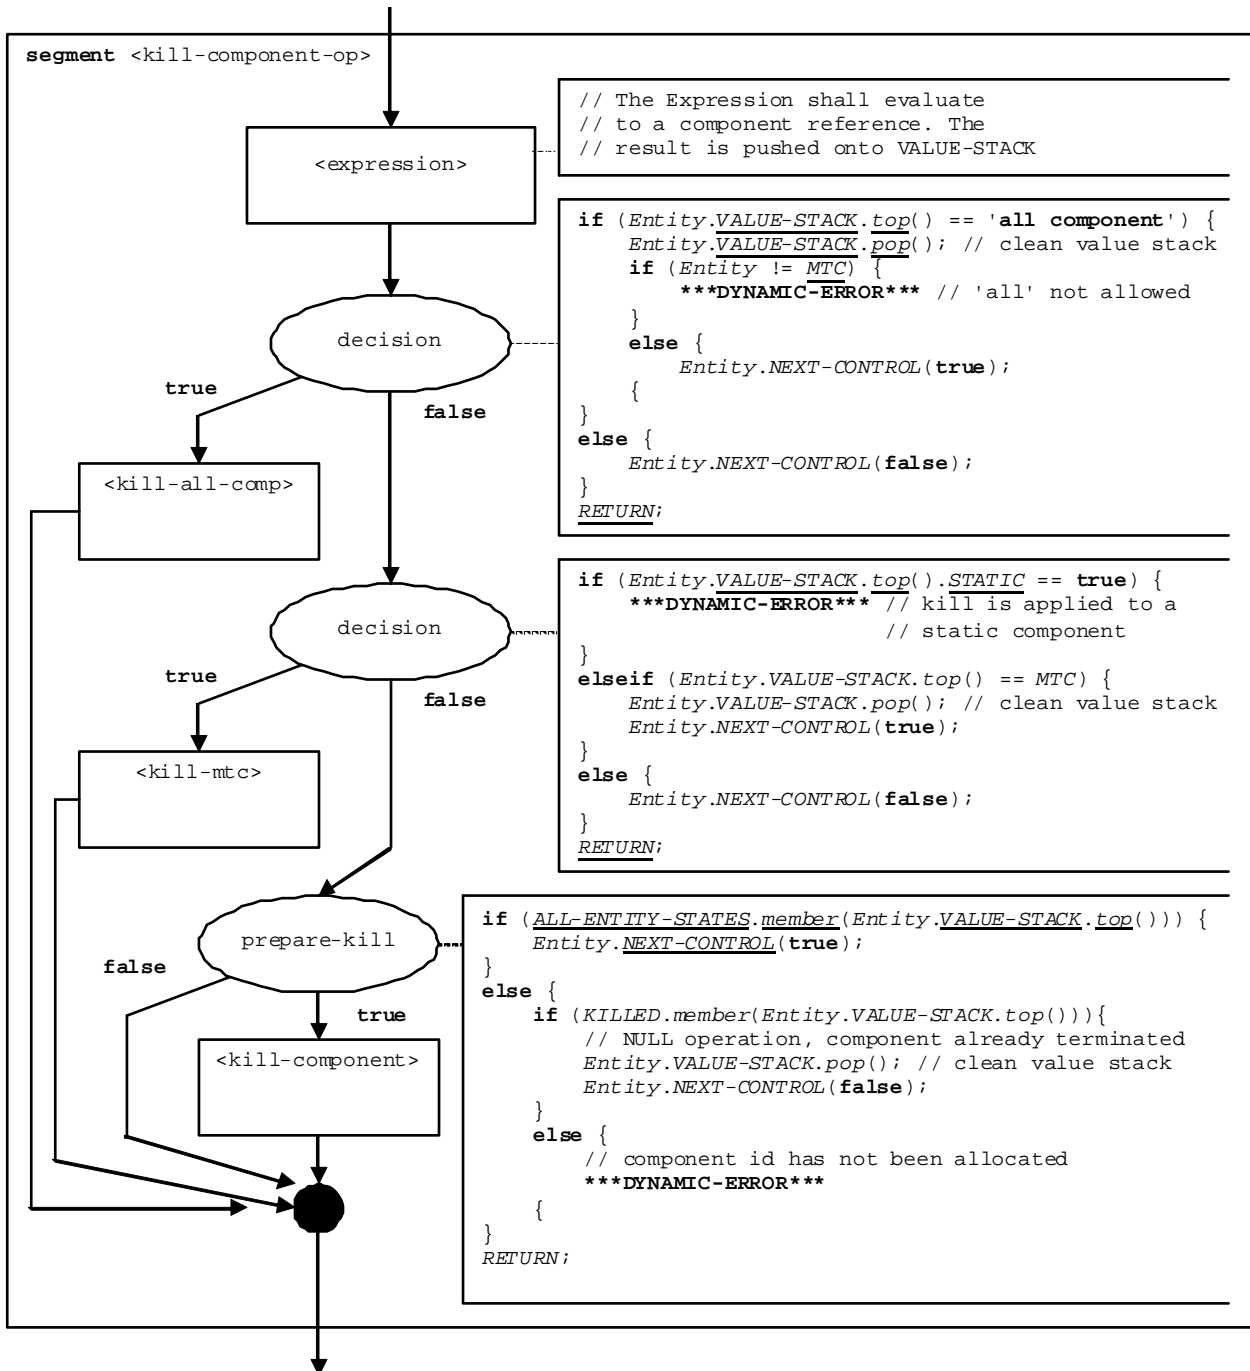 segment <kill-component-op>
// The Expression shall evaluate
// to a component reference. The
// result is pushed onto VALUE-STACK
<expression>
if (Entity.VALUE-STACK.top() == 'all component') {
Entity.VALUE-STACK.pop(); // clean value stack
if (Entity != MTC) {
***DYNAMIC-ERROR*** // 'all' not allowed
}
else {
Entity.NEXT-CONTROL(true);
{
}
else {
Entity.NEXT-CONTROL(false);
}
RETURN;
decision
true
false
<kill-all-comp>
if (Entity.VALUE-STACK.top().STATIC == true) {
***DYNAMIC-ERROR*** // kill is applied to a
// static component
}
elseif (Entity.VALUE-STACK.top() == MTC) {
Entity.VALUE-STACK.pop(); // clean value stack
Entity.NEXT-CONTROL(true);
}
else {
Entity.NEXT-CONTROL(false);
}
RETURN;
decision
true
false
<kill-mtc>
if (ALL-ENTITY-STATES.member(Entity.VALUE-STACK.top())) {
Entity.NEXT-CONTROL(true);
}
else {
if (KILLED.member(Entity.VALUE-STACK.top())){
// NULL operation, component already terminated
Entity.VALUE-STACK.pop(); // clean value stack
Entity.NEXT-CONTROL(false);
}
else {
// component id has not been allocated
***DYNAMIC-ERROR***
{
}
RETURN;
prepare-kill
false
true
<kill-component>